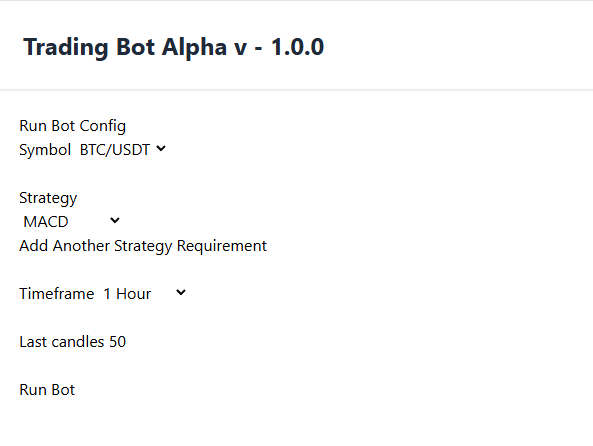 Trading Bot Alpha v - 1.0.0
Run Bot Config
Symbol BTC/USDT
Strategy
MACD
Add Another Strategy Requirement
Timeframe 1 Hour
Last candles 50
Run Bot